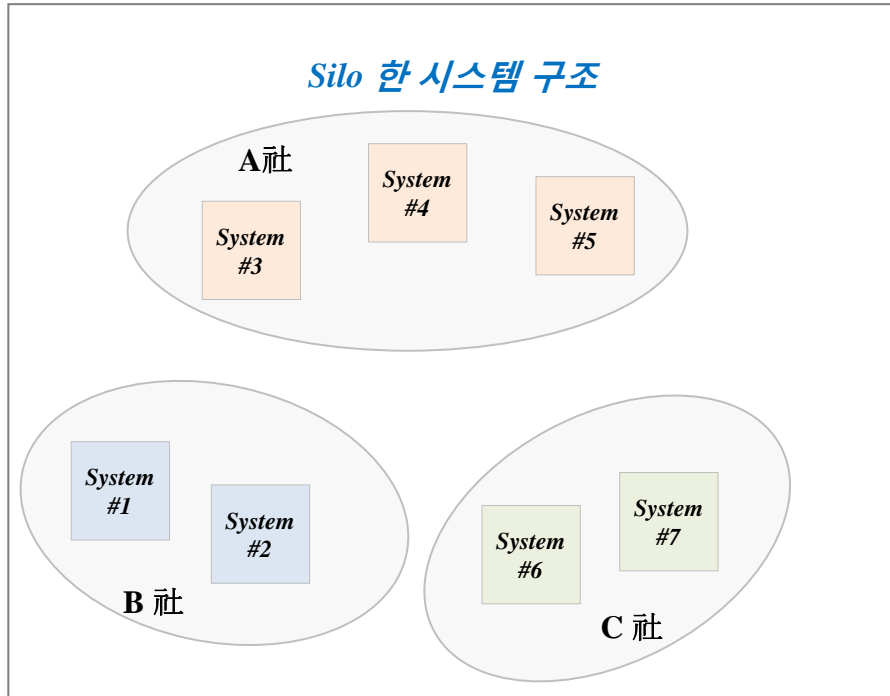 Silo 한 시스템 구조
A社
System
#4
System
#5
System
#3
System
#1
System
#2
B 社
System
#7
System
#6
C 社